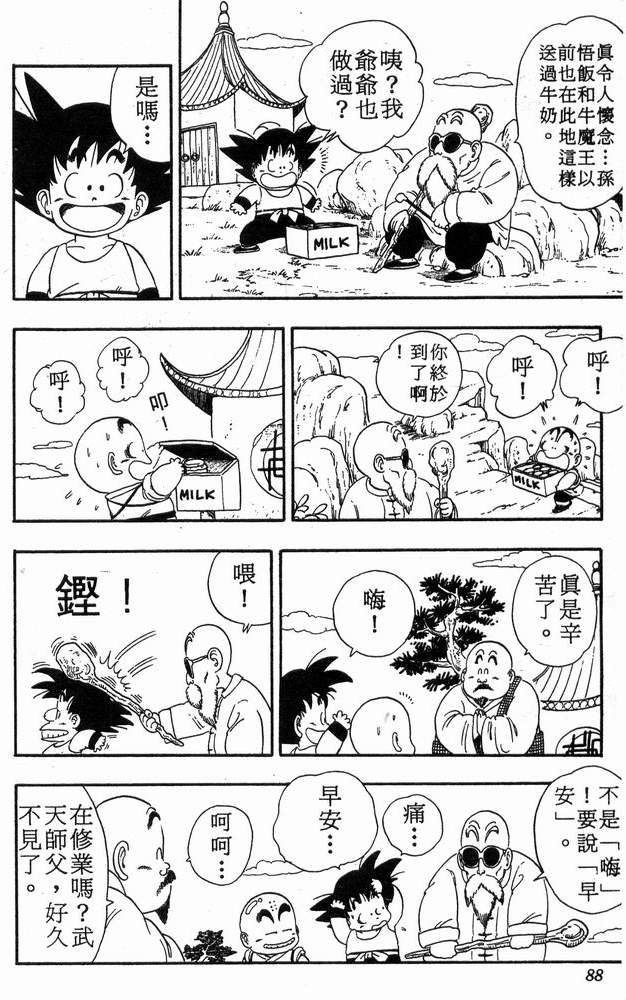 眞令人懷念…孫
悟飯和牛魔王以
前也在此地這樣
送過牛奶。
咦？我
爺爺也
做過？
MILK
是嗎…
呼！
呼！
你終於
到了啊
！
MILK
呼！
呼！
叩！
MILK
眞是辛
苦了。
嗨！
喂！
鏗！
不是「嗨」
！要說「早
安」。
痛…
早安…
呵呵…
在修業嗎？武
天師父，好久
不見了。
88